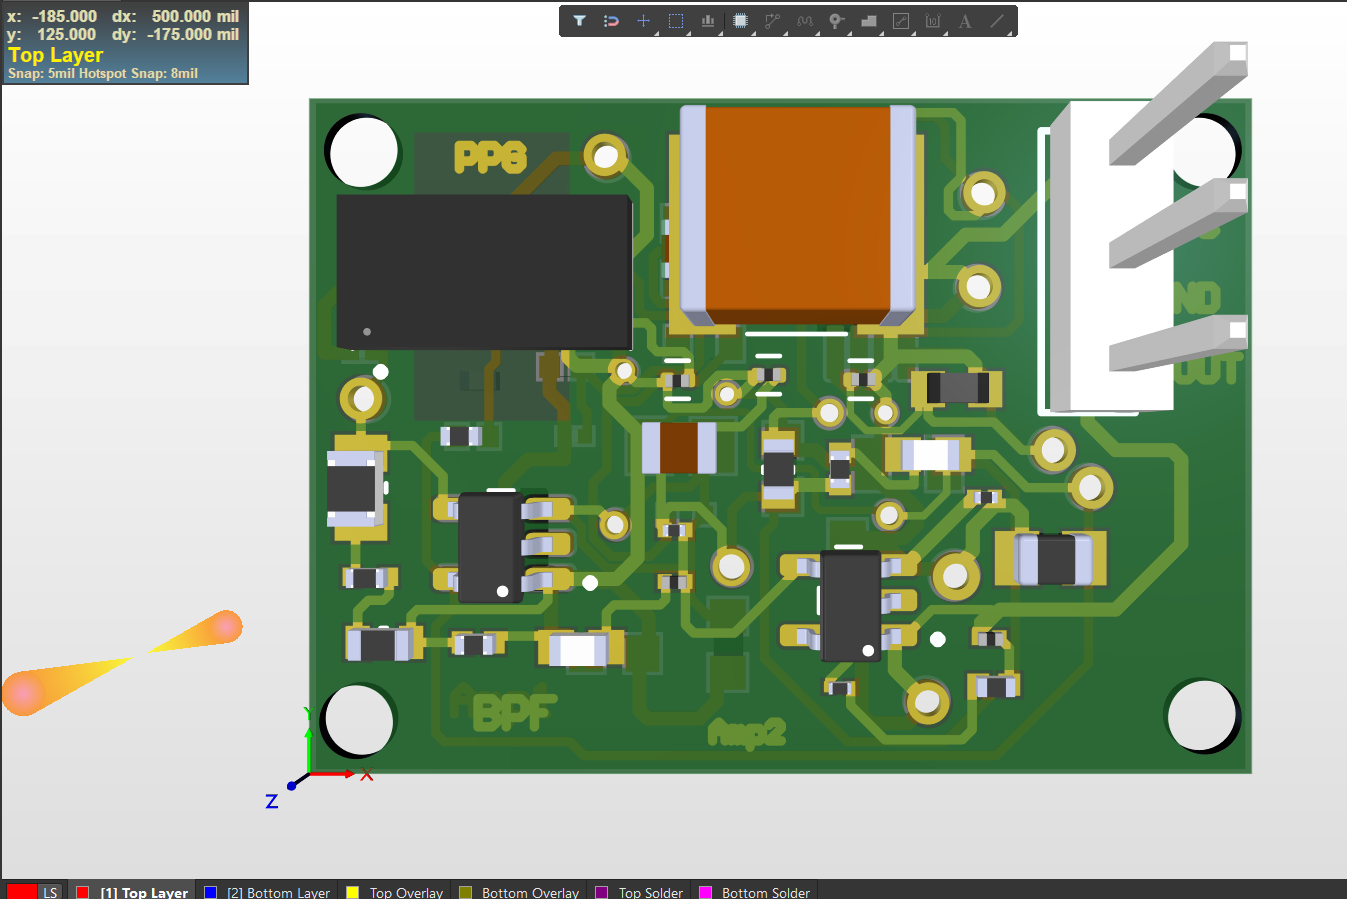 x: -185.000 dx: 500.000 mil
y: 125.000 dy: -175.000 mil
Top Layer
Snap: 5mil Hotspot Snap: 8mil
A
PPG
ND
OUT
BPF
Amp2
Y
X
Z
LS [1] Top Layer [2] Bottom Layer Top Overlay Bottom Overlay Top Solder Bottom Solder